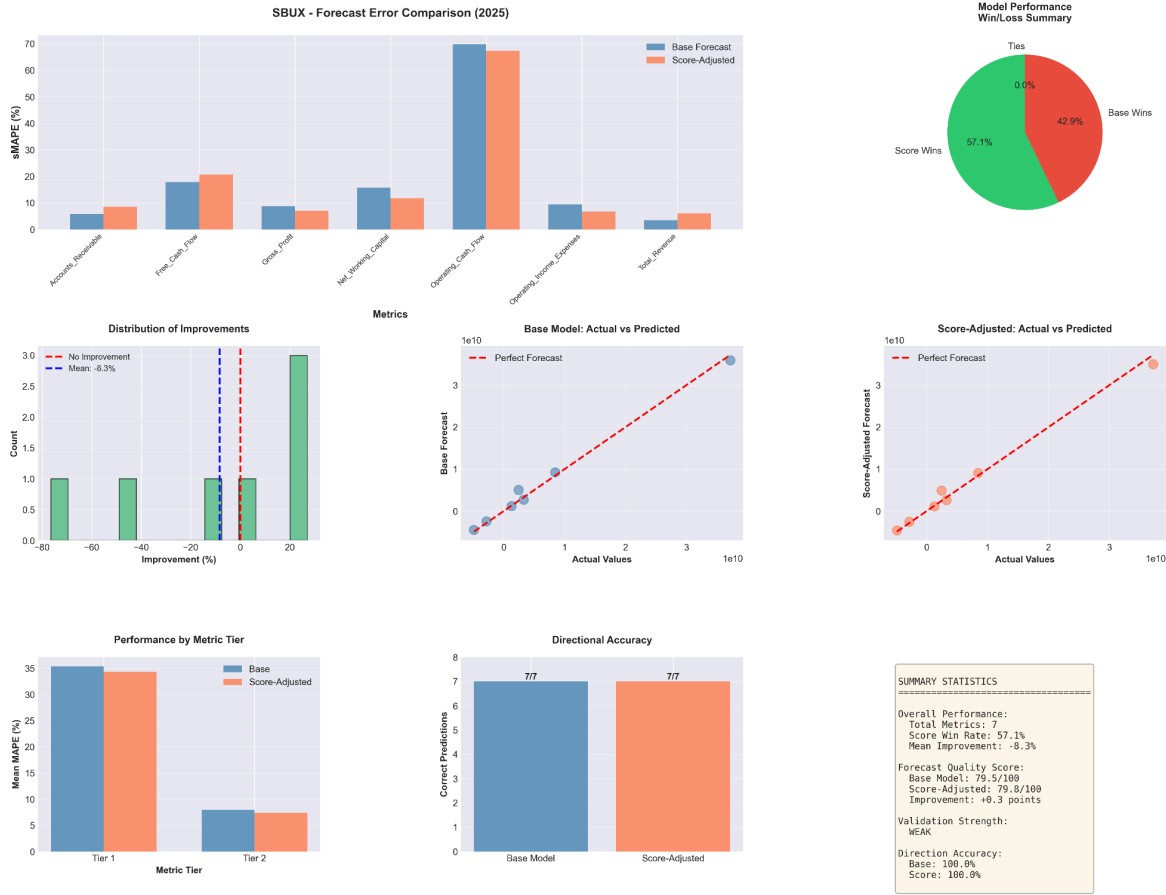 SBUX - Forecast Error Comparison (2025)
sMAPE (%)
70
60
50
40
30
20
10
0
Base Forecast
Score-Adjusted
Accounts_Receivable
Free_Cash_Flow
Gross_Profit
Net_Working_Capital
Operating_Cash_Flow
Operating_Income_Expenses
Total_Revenue
Metrics
Model Performance
Win/Loss Summary
Ties
0.0%
42.9%
Base Wins
Score Wins
57.1%
Distribution of Improvements
Count
3.0
2.5
2.0
1.5
1.0
0.5
0.0
No Improvement
Mean: -8.3%
−80
−60
−40
−20
0
20
Improvement (%)
Base Model: Actual vs Predicted
1e10
Base Forecast
3
2
1
0
Perfect Forecast
0
1
2
3
1e10
Actual Values
Score-Adjusted: Actual vs Predicted
1e10
Score-Adjusted Forecast
3
2
1
0
Perfect Forecast
0
1
2
3
1e10
Actual Values
Performance by Metric Tier
Mean MAPE (%)
35
30
25
20
15
10
5
0
Base
Score-Adjusted
Tier 1
Tier 2
Metric Tier
Directional Accuracy
Correct Predictions
8
7
6
5
4
3
2
1
0
7/7
7/7
Base Model
Score-Adjusted
SUMMARY STATISTICS
===================================
Overall Performance:
Total Metrics: 7
Score Win Rate: 57.1%
Mean Improvement: -8.3%
Forecast Quality Score:
Base Model: 79.5/100
Score-Adjusted: 79.8/100
Improvement: +0.3 points
Validation Strength:
WEAK
Direction Accuracy:
Base: 100.0%
Score: 100.0%